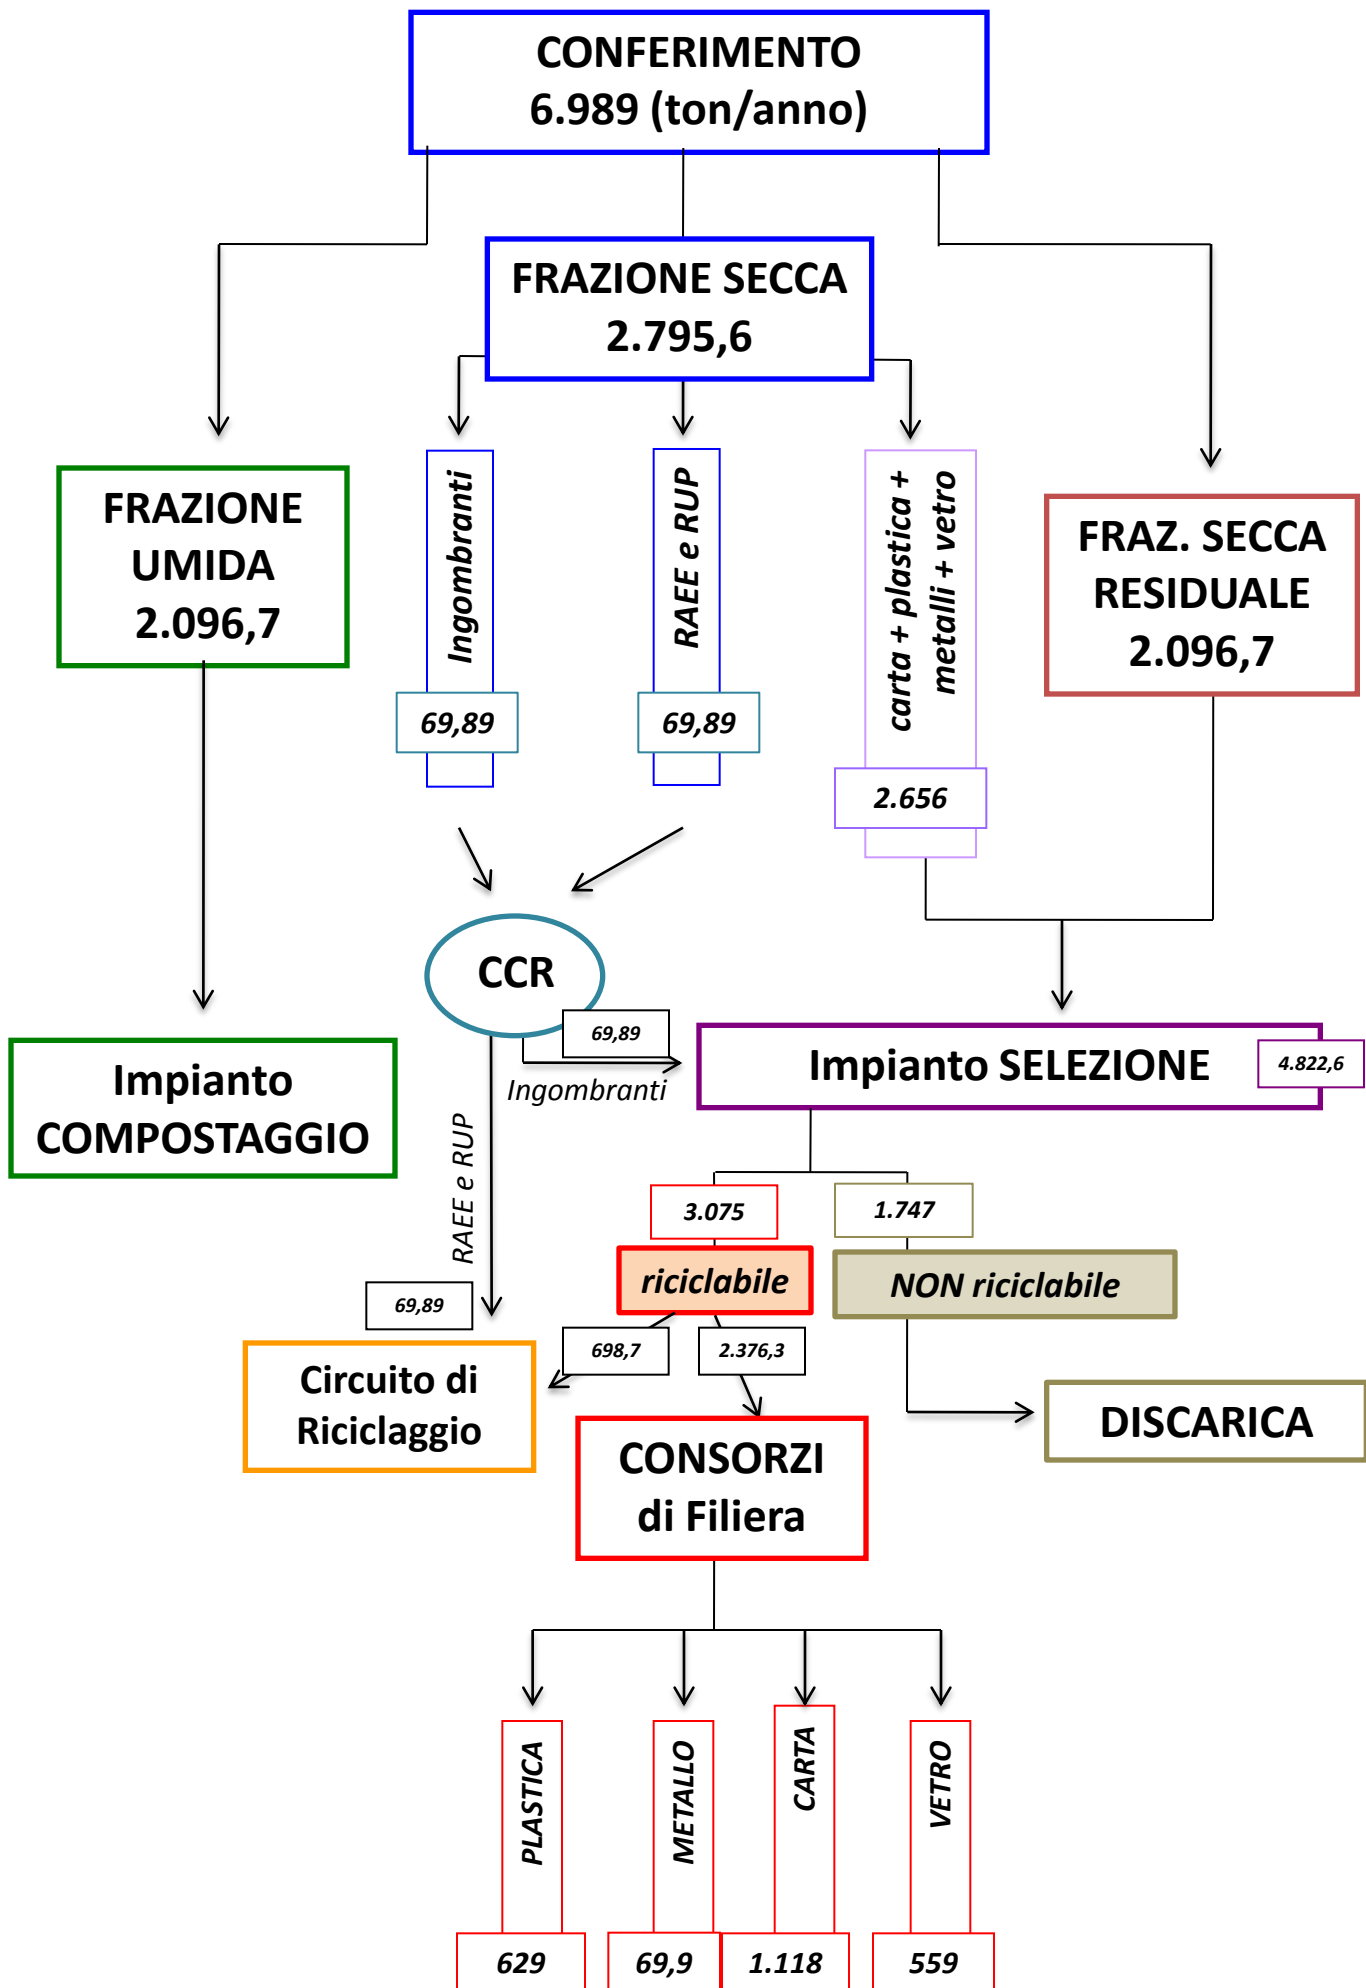 CONFERIMENTO
6.989 (ton/anno)
FRAZIONE SECCA
2.795,6
FRAZIONE
UMIDA
2.096,7
Ingombranti
69,89
RAEE e RUP
69,89
carta + plastica +
metalli + vetro
2.656
FRAZ. SECCA
RESIDUALE
2.096,7
CCR
69,89
Ingombranti
Impianto SELEZIONE
4.822,6
Impianto
COMPOSTAGGIO
RAEE e RUP
69,89
3.075
1.747
riciclabile
NON riciclabile
698,7
2.376,3
Circuito di
Riciclaggio
CONSORZI
di Filiera
DISCARICA
PLASTICA
METALLO
CARTA
VETRO
629
69,9
1.118
559